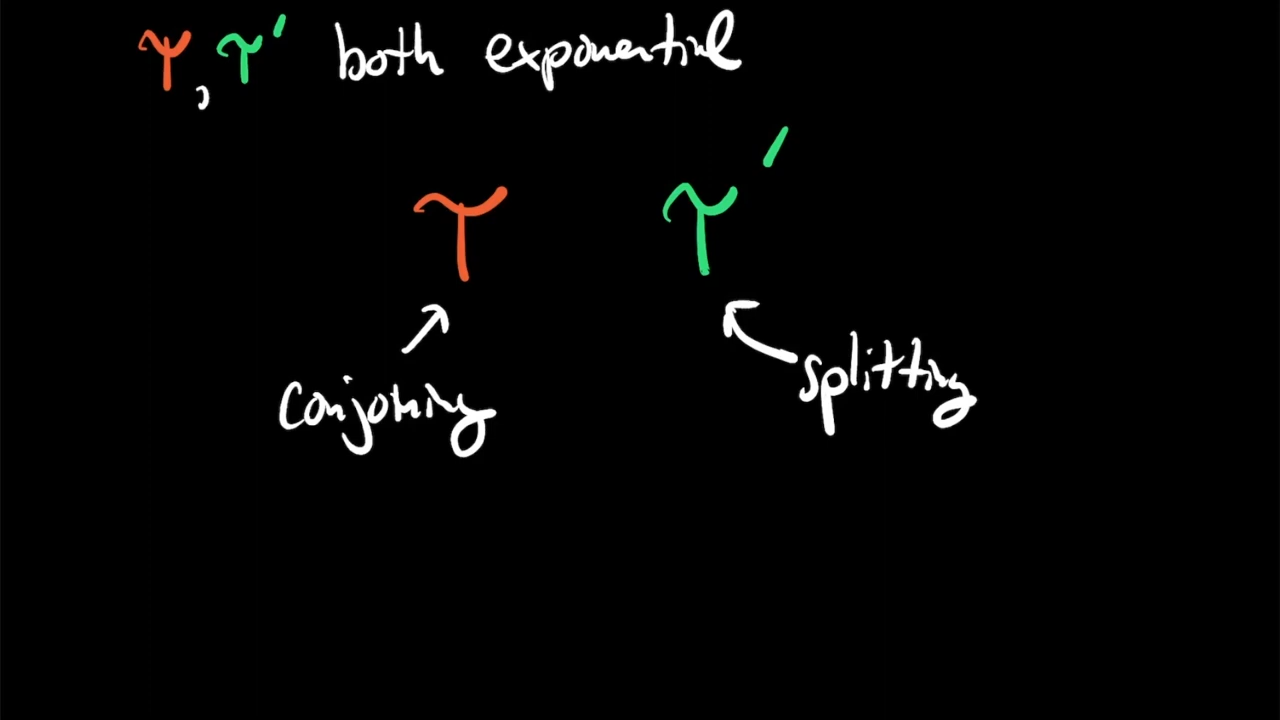 τ, τ' both exponential
τ τ'
conjoining splitting